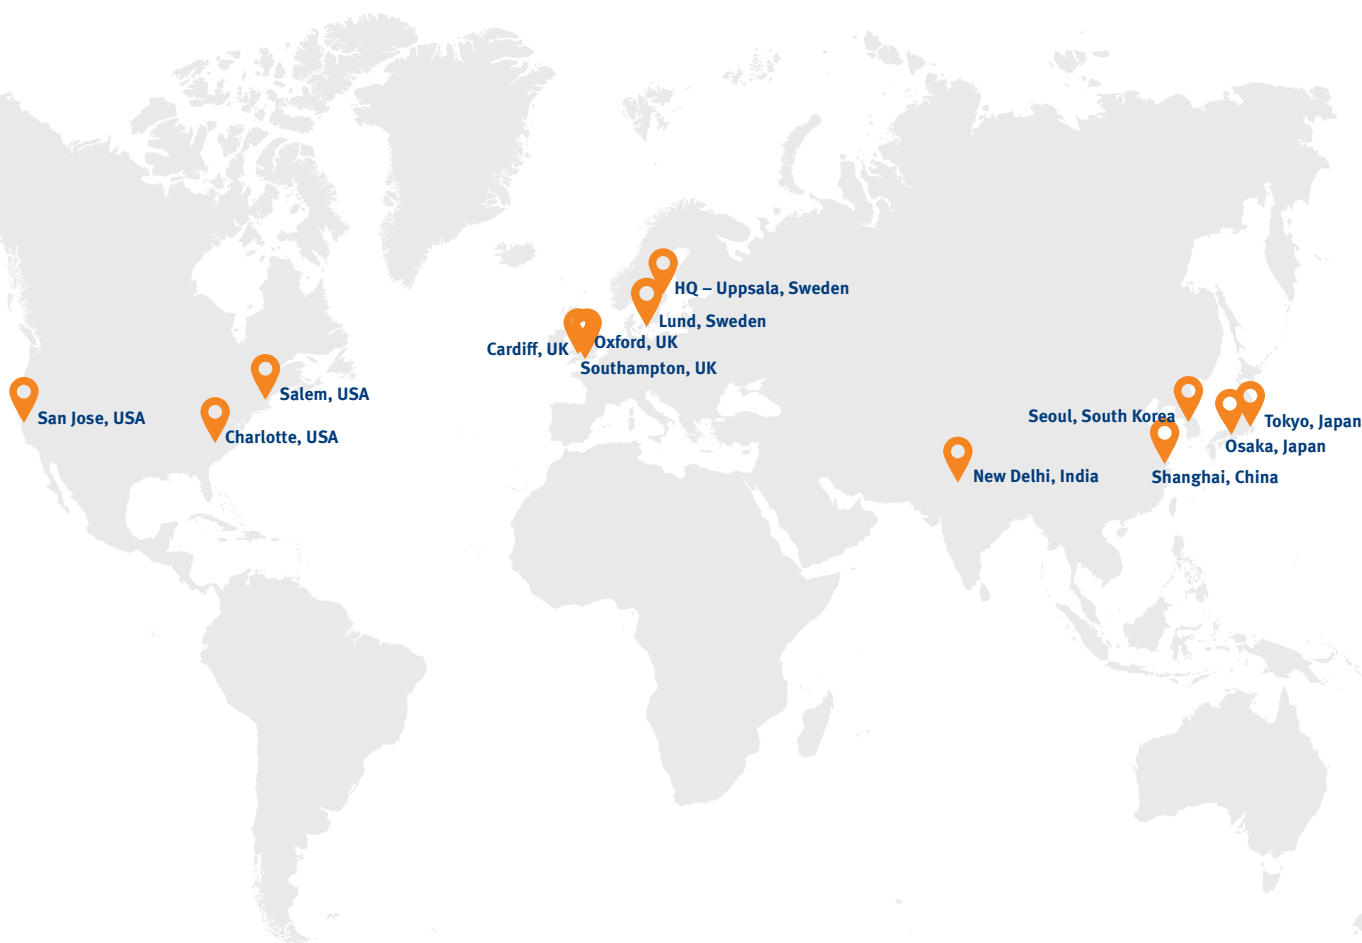 HQ – Uppsala, Sweden
Lund, Sweden
Oxford, UK
Cardiff, UK
Southampton, UK
Salem, USA
San Jose, USA
Charlotte, USA
Seoul, South Korea
Tokyo, Japan
Osaka, Japan
New Delhi, India
Shanghai, China